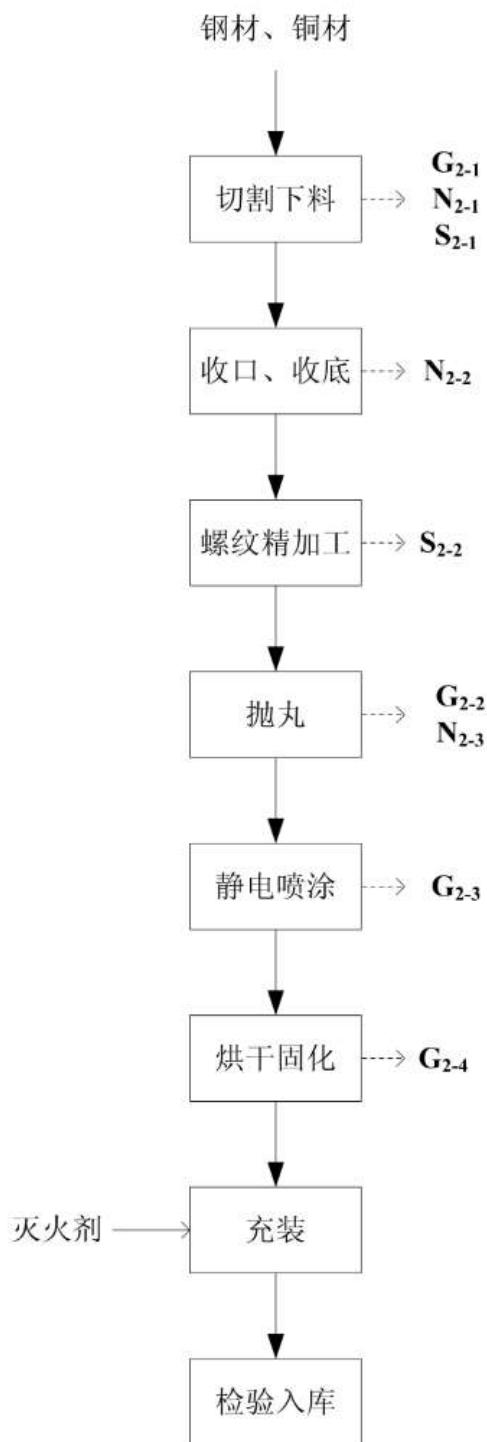 钢材、铜材
切割下料
G2-1
N2-1
S2-1
收口、收底
N2-2
螺纹精加工
S2-2
抛丸
G2-2
N2-3
静电喷涂
G2-3
烘干固化
G2-4
灭火剂
充装
检验入库